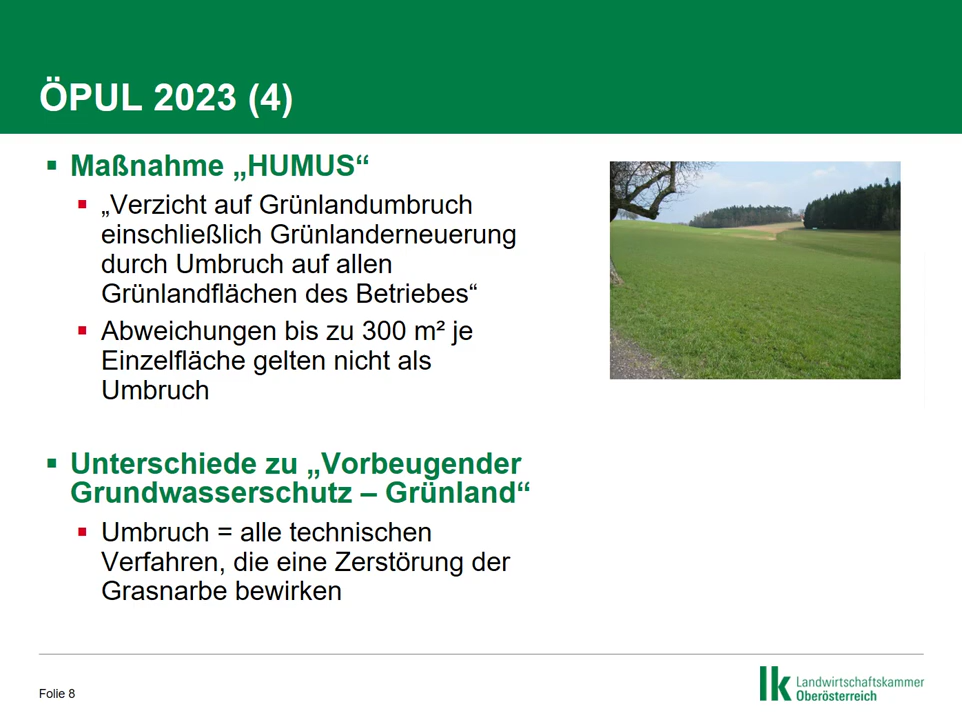 ÖPUL 2023 (4)
Maßnahme „HUMUS“
„Verzicht auf Grünlandumbruch
einschließlich Grünlanderneuerung
durch Umbruch auf allen
Grünlandflächen des Betriebes“
Abweichungen bis zu 300 m² je
Einzelfläche gelten nicht als
Umbruch
Unterschiede zu „Vorbeugender
Grundwasserschutz – Grünland“
Umbruch = alle technischen
Verfahren, die eine Zerstörung der
Grasnarbe bewirken
Folie 8
lk Landwirtschaftskammer
Oberösterreich